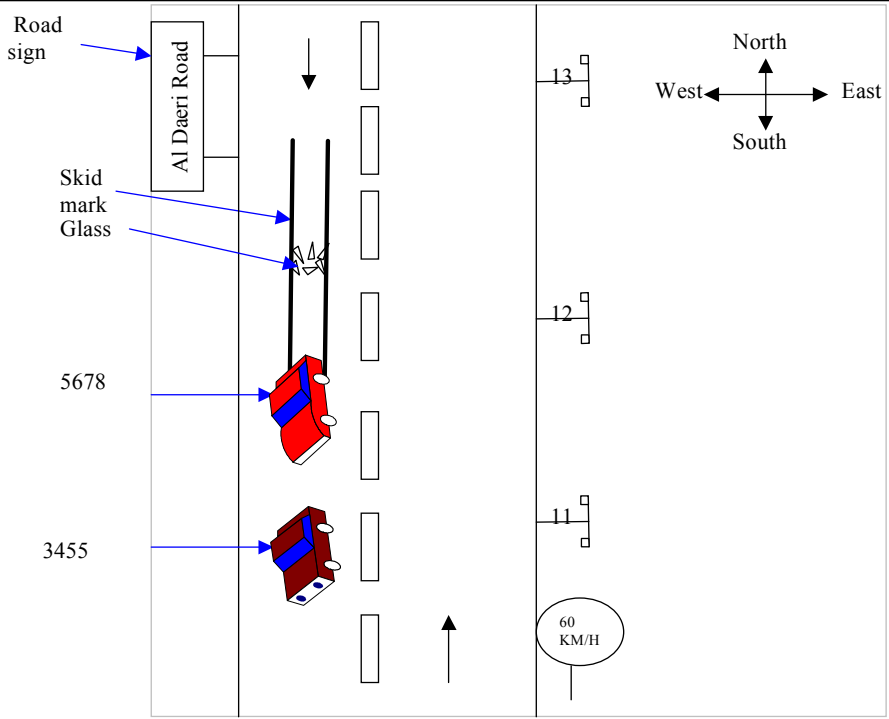 Road
sign
Al Daeri Road
13
North
West
East
South
Skid
mark
Glass
12
5678
11
3455
60
KM/H